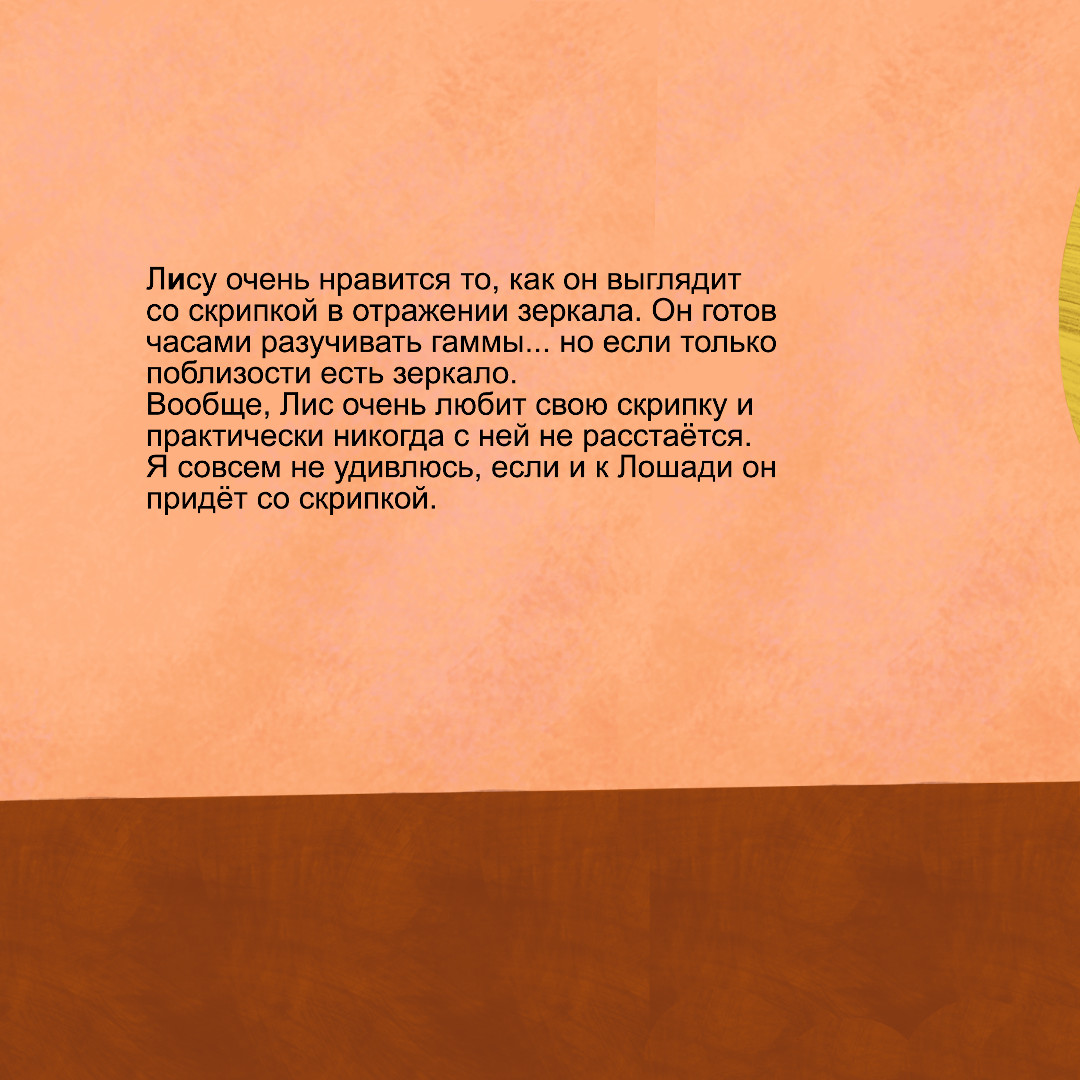 Лису очень нравится то, как он выглядит
со скрипкой в отражении зеркала. Он готов
часами разучивать гаммы... но если только
поблизости есть зеркало.
Вообще, Лис очень любит свою скрипку и
практически никогда с ней не расстаётся.
Я совсем не удивлюсь, если и к Лошади он
придёт со скрипкой.